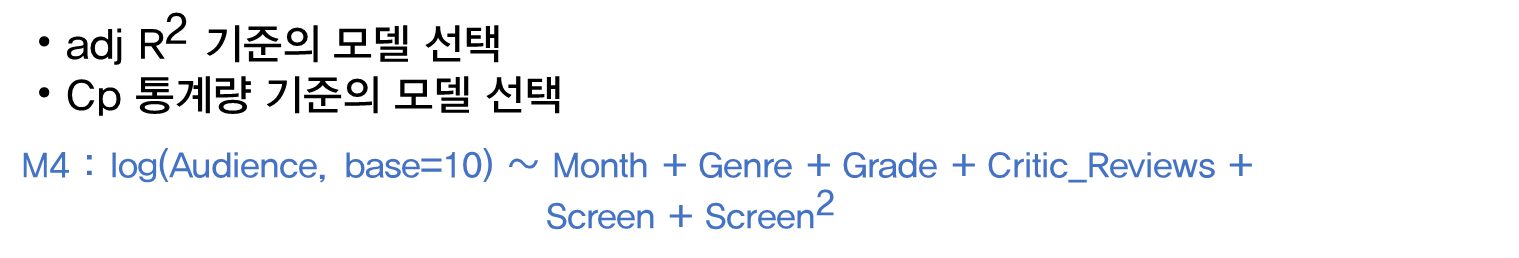 • adj R² 기준의 모델 선택
• Cp 통계량 기준의 모델 선택
M4 : log(Audience, base=10) ~ Month + Genre + Grade + Critic_Reviews +
Screen + Screen²